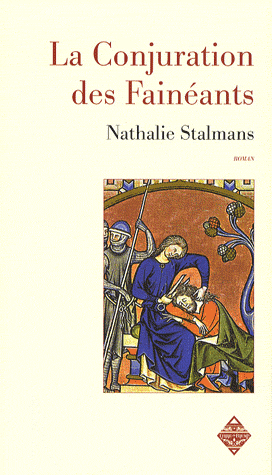 La Conjuration
des Fainéants
Nathalie Stalmans
ROMAN